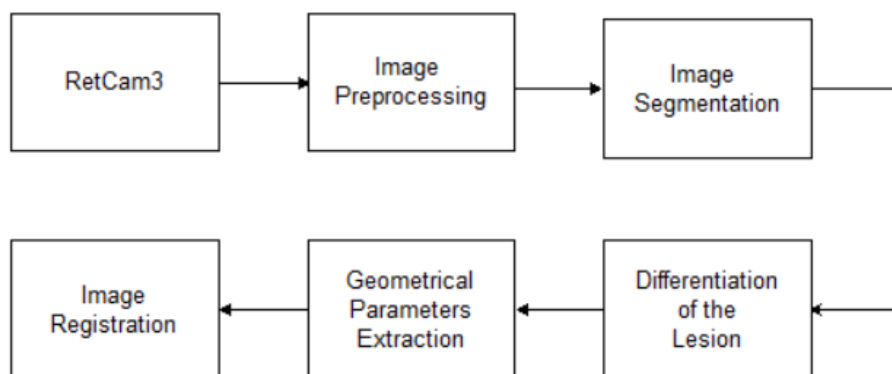 RetCam3
Image
Preprocessing
Image
Segmentation
Differentiation
of the
Lesion
Geometrical
Parameters
Extraction
Image
Registration